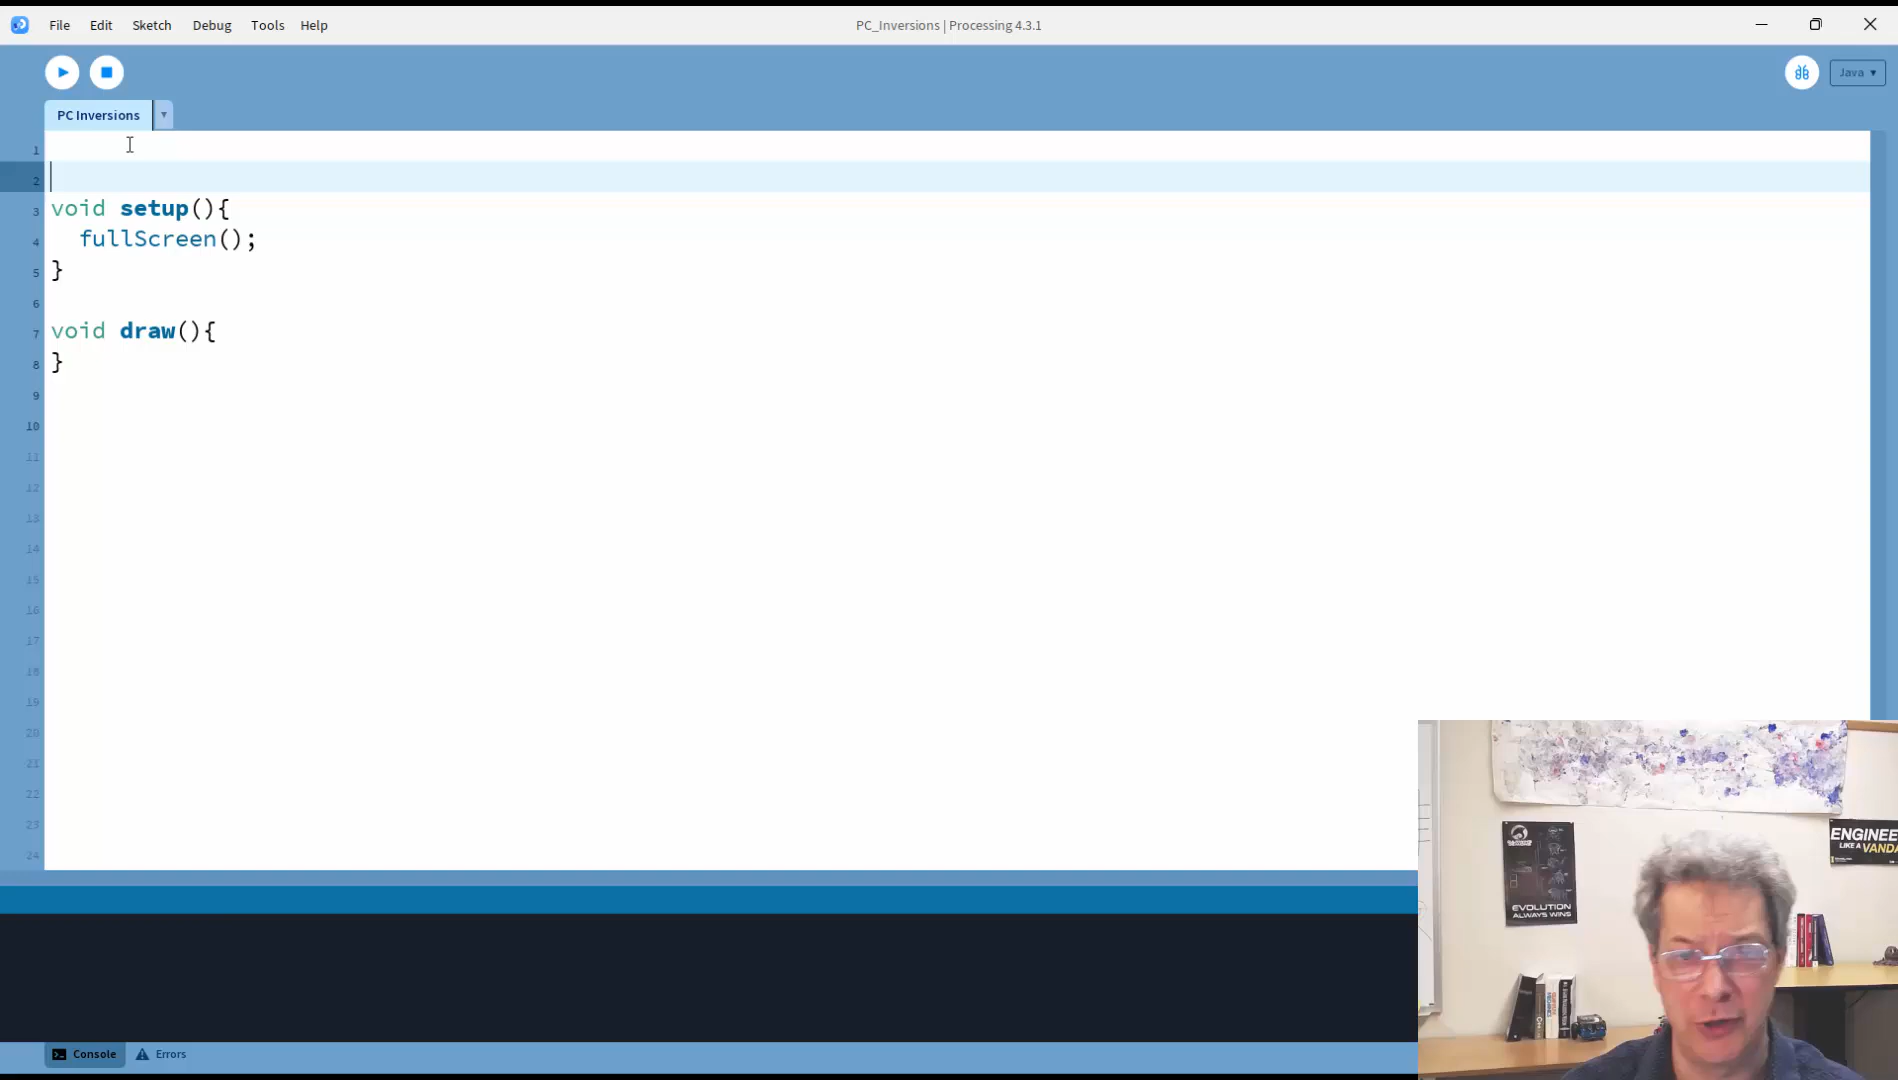 File Edit Sketch Debug Tools Help
PC_Inversions | Processing 4.3.1
Java ▾
PC Inversions ▾
1
2
3 void setup(){
4 fullScreen();
5 }
6
7 void draw(){
8 }
9
10
11
12
13
14
15
16
17
18
19
20
21
22
23
24
ENGINEE
LIKE A VANDA
EVOLUTION
ALWAYS WINS
Console Errors